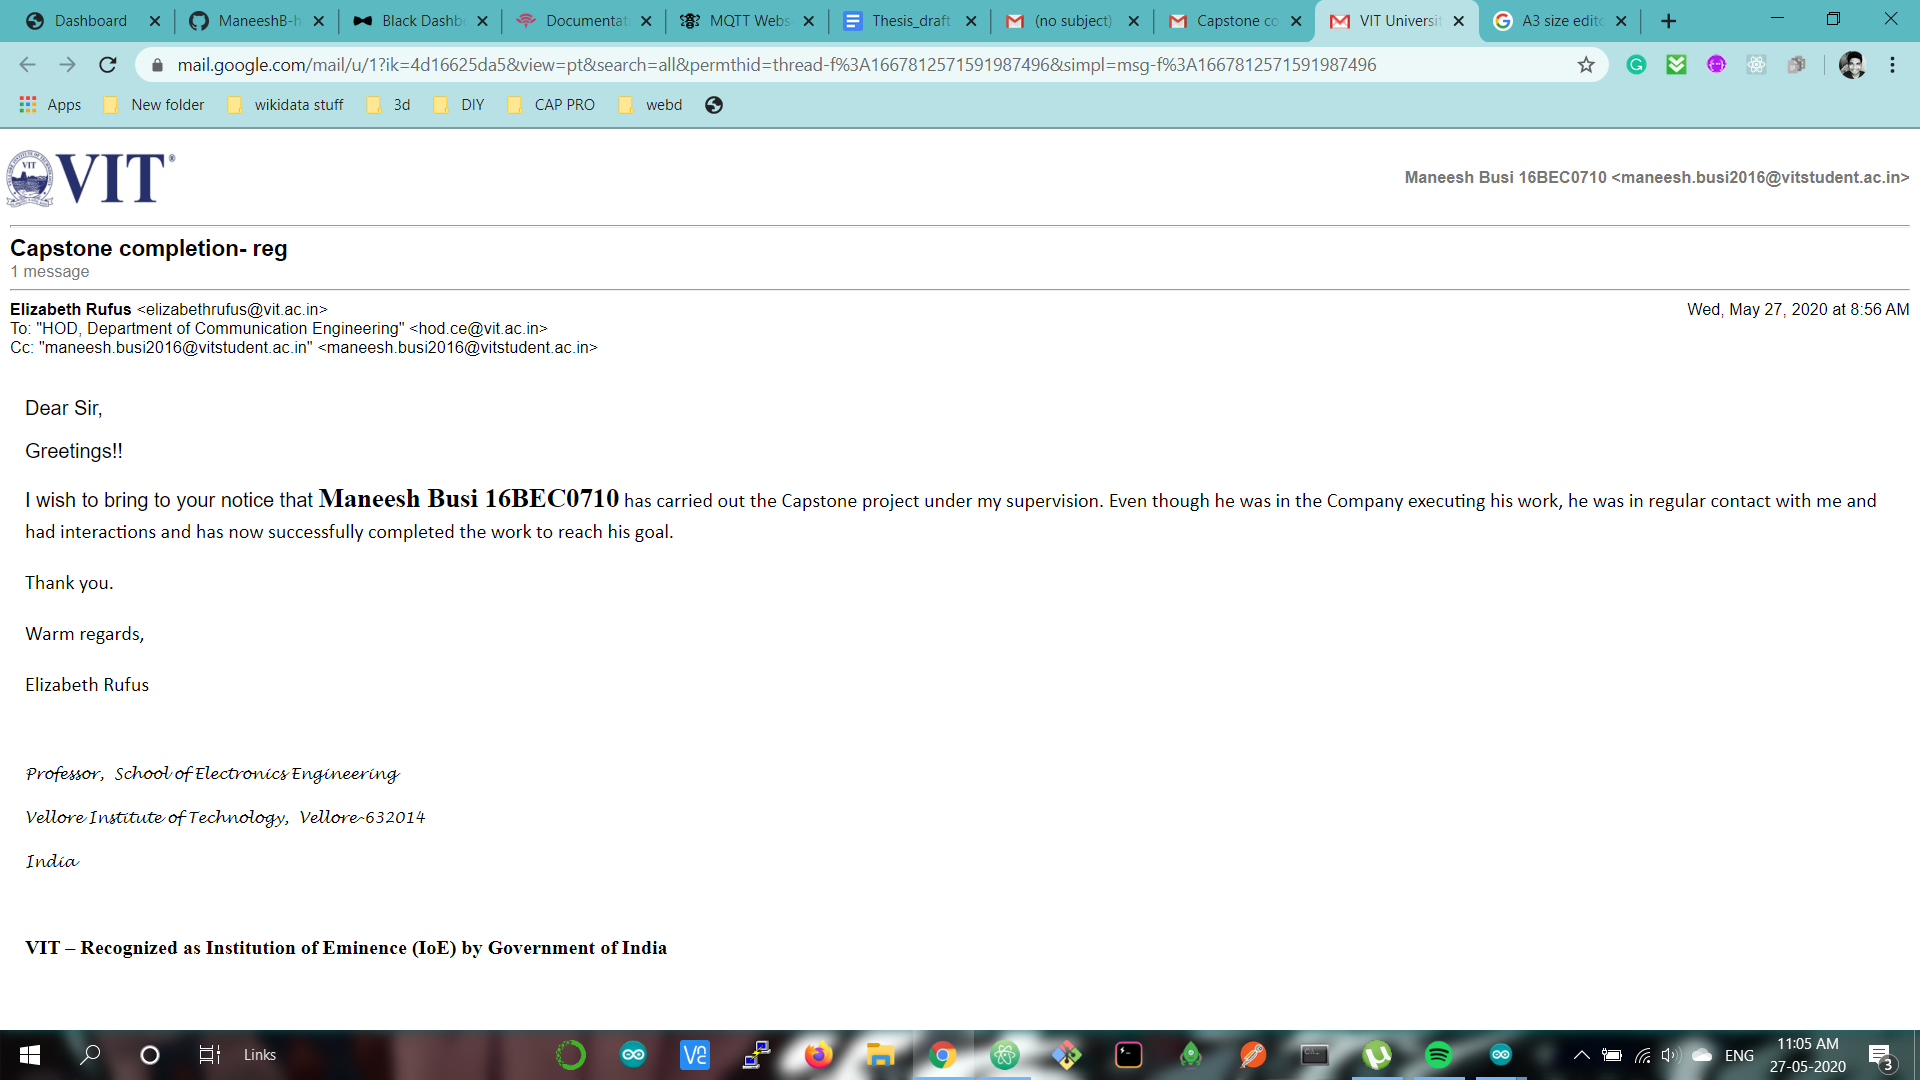 Dashboard
ManeeshB-h
Black Dashb
Documentat
MQTT Webs
Thesis_draft
(no subject)
Capstone co
VIT Universit
A3 size edito
mail.google.com/mail/u/1?ik=4d16625da5&view=pt&search=all&permthid=thread-f%3A1667812571591987496&simpl=msg-f%3A1667812571591987496
Apps New folder wikidata stuff 3d DIY CAP PRO webd
VIT
VIT®
Maneesh Busi 16BEC0710 <maneesh.busi2016@vitstudent.ac.in>
Capstone completion- reg
1 message
Elizabeth Rufus <elizabethrufus@vit.ac.in> Wed, May 27, 2020 at 8:56 AM
To: "HOD, Department of Communication Engineering" <hod.ce@vit.ac.in>
Cc: "maneesh.busi2016@vitstudent.ac.in" <maneesh.busi2016@vitstudent.ac.in>
Dear Sir,
Greetings!!
I wish to bring to your notice that Maneesh Busi 16BEC0710 has carried out the Capstone project under my supervision. Even though he was in the Company executing his work, he was in regular contact with me and
had interactions and has now successfully completed the work to reach his goal.
Thank you.
Warm regards,
Elizabeth Rufus
Professor, School of Electronics Engineering
Vellore Institute of Technology, Vellore-632014
India
VIT – Recognized as Institution of Eminence (IoE) by Government of India
Links
ENG
11:05 AM
27-05-2020
3